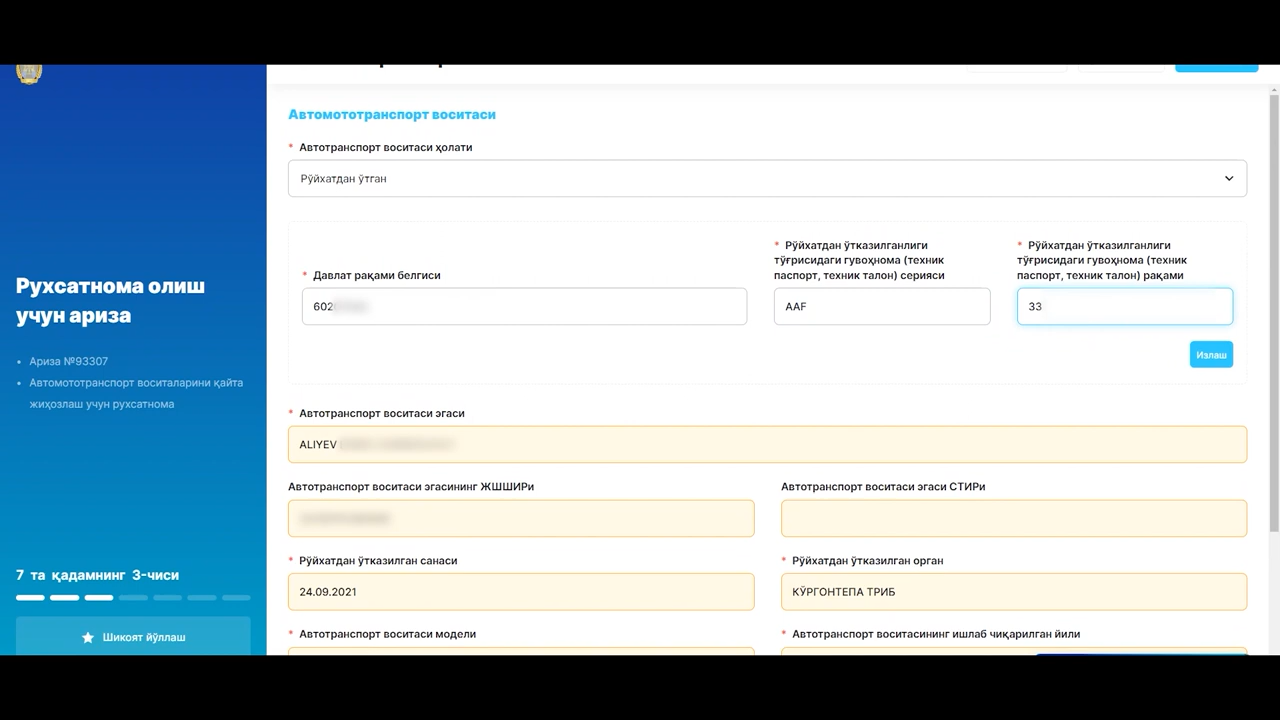 Автомототранспорт воситаси
* Автотранспорт воситаси ҳолати
Рўйхатдан ўтган
* Давлат рақами белгиси
602
* Рўйхатдан ўтказилганлиги
тўғрисидаги гувоҳнома (техник
паспорт, техник талон) серияси
AAF
* Рўйхатдан ўтказилганлиги
тўғрисидаги гувоҳнома (техник
паспорт, техник талон) рақами
33
Излаш
Рухсатнома олиш
учун ариза
• Ариза №93307
• Автомототранспорт воситаларини қайта
жиҳозлаш учун рухсатнома
* Автотранспорт воситаси эгаси
ALIYEV
Автотранспорт воситаси эгасининг ЖШШИРи
Автотранспорт воситаси эгаси СТИРи
* Рўйхатдан ўтказилган санаси
24.09.2021
* Рўйхатдан ўтказилган орган
КЎРГОНТЕПА ТРИБ
* Автотранспорт воситаси модели
* Автотранспорт воситасининг ишлаб чиқарилган йили
7 та қадамнинг 3-чиси
Шикоят йўллаш